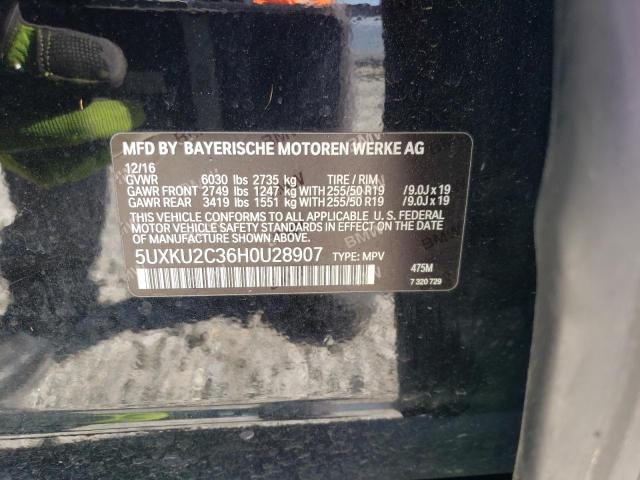 MFD BY BAYERISCHE MOTOREN WERKE AG
12/16
GVWR 6030 lbs 2735 kg TIRE / RIM
GAWR FRONT 2749 lbs 1247 kg WITH 255/50 R19 /9.0J x 19
GAWR REAR 3419 lbs 1551 kg WITH 255/50 R19 /9.0J x 19
THIS VEHICLE CONFORMS TO ALL APPLICABLE U. S. FEDERAL
MOTOR VEHICLE SAFETY STANDARDS IN EFFECT ON THE
DATE OF MANUFACTURE SHOWN ABOVE.
5UXKU2C36H0U28907 TYPE: MPV
475M
7 320 729